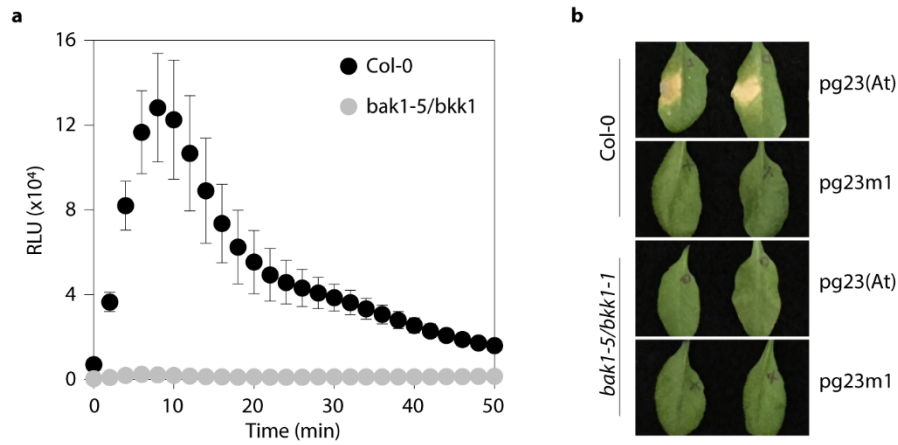 a
16
12
8
4
0
RLU (x10⁴)
0 10 20 30 40 50
Time (min)
Col-0
bak1-5/bkk1
b
Col-0
bak1-5/bkk1-1
pg23(At)
pg23m1
pg23(At)
pg23m1